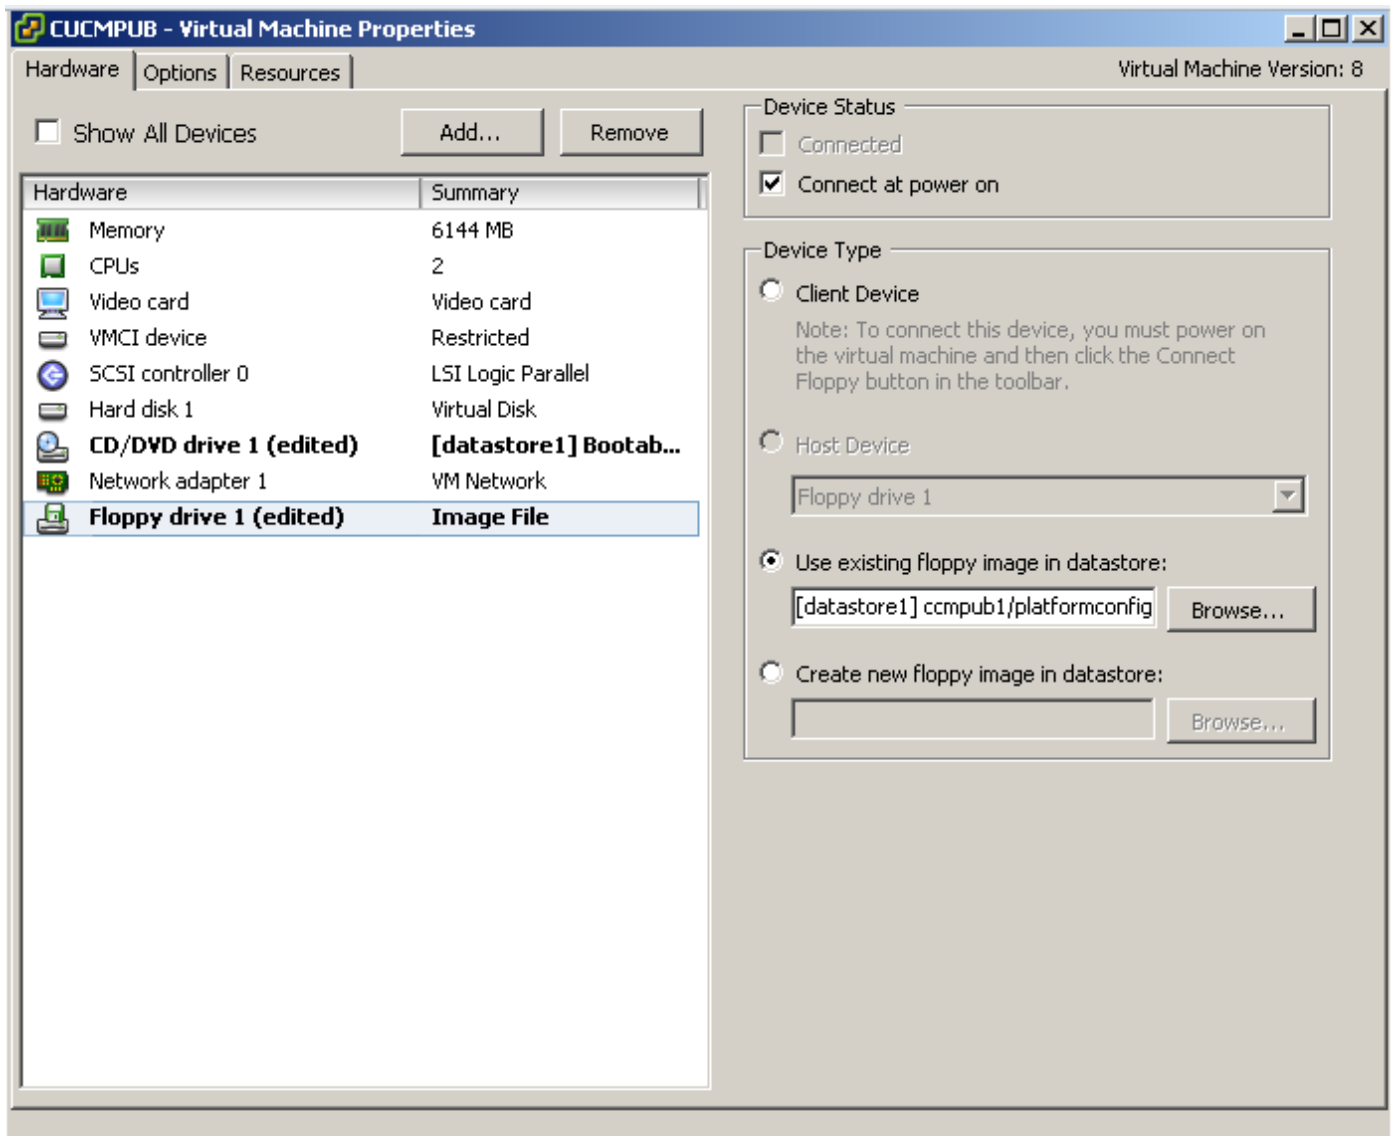 CUCMPUB - Virtual Machine Properties
Hardware Options Resources Virtual Machine Version: 8
Show All Devices Add... Remove
Hardware Summary
Memory 6144 MB
CPUs 2
Video card Video card
VMCI device Restricted
SCSI controller 0 LSI Logic Parallel
Hard disk 1 Virtual Disk
CD/DVD drive 1 (edited) [datastore1] Bootab...
Network adapter 1 VM Network
Floppy drive 1 (edited) Image File
Device Status
Connected
Connect at power on
Device Type
Client Device
Note: To connect this device, you must power on
the virtual machine and then click the Connect
Floppy button in the toolbar.
Host Device
Floppy drive 1
Use existing floppy image in datastore:
[datastore1] ccmpub1/platformconfig Browse...
Create new floppy image in datastore:
Browse...